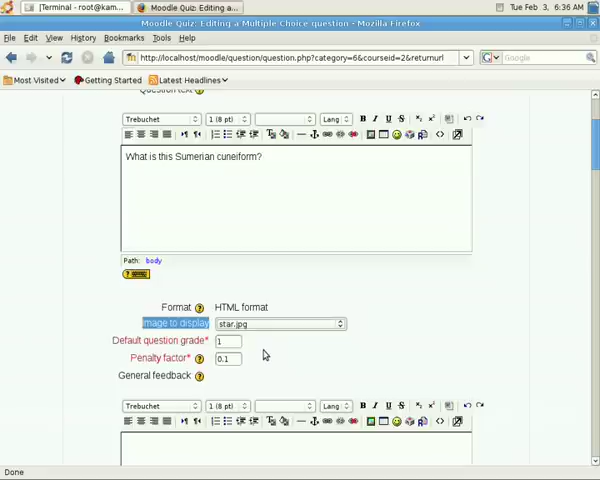 |Terminal - root@kam...
Moodle Quiz: Editing a...
Tue Feb 3, 6:36 AM
Moodle Quiz: Editing a Multiple Choice question - Mozilla Firefox
File Edit View History Bookmarks Tools Help
http://localhost/moodle/question/question.php?category=6&courseid=2&returnurl
Google
Most Visited Getting Started Latest Headlines
Question text
Trebuchet 1 (8 pt) Lang B I U S
What is this Sumerian cuneiform?
Path: body
Format HTML format
Image to display star.jpg
Default question grade* 1
Penalty factor* 0.1
General feedback
Trebuchet 1 (8 pt) Lang B I U S
Done